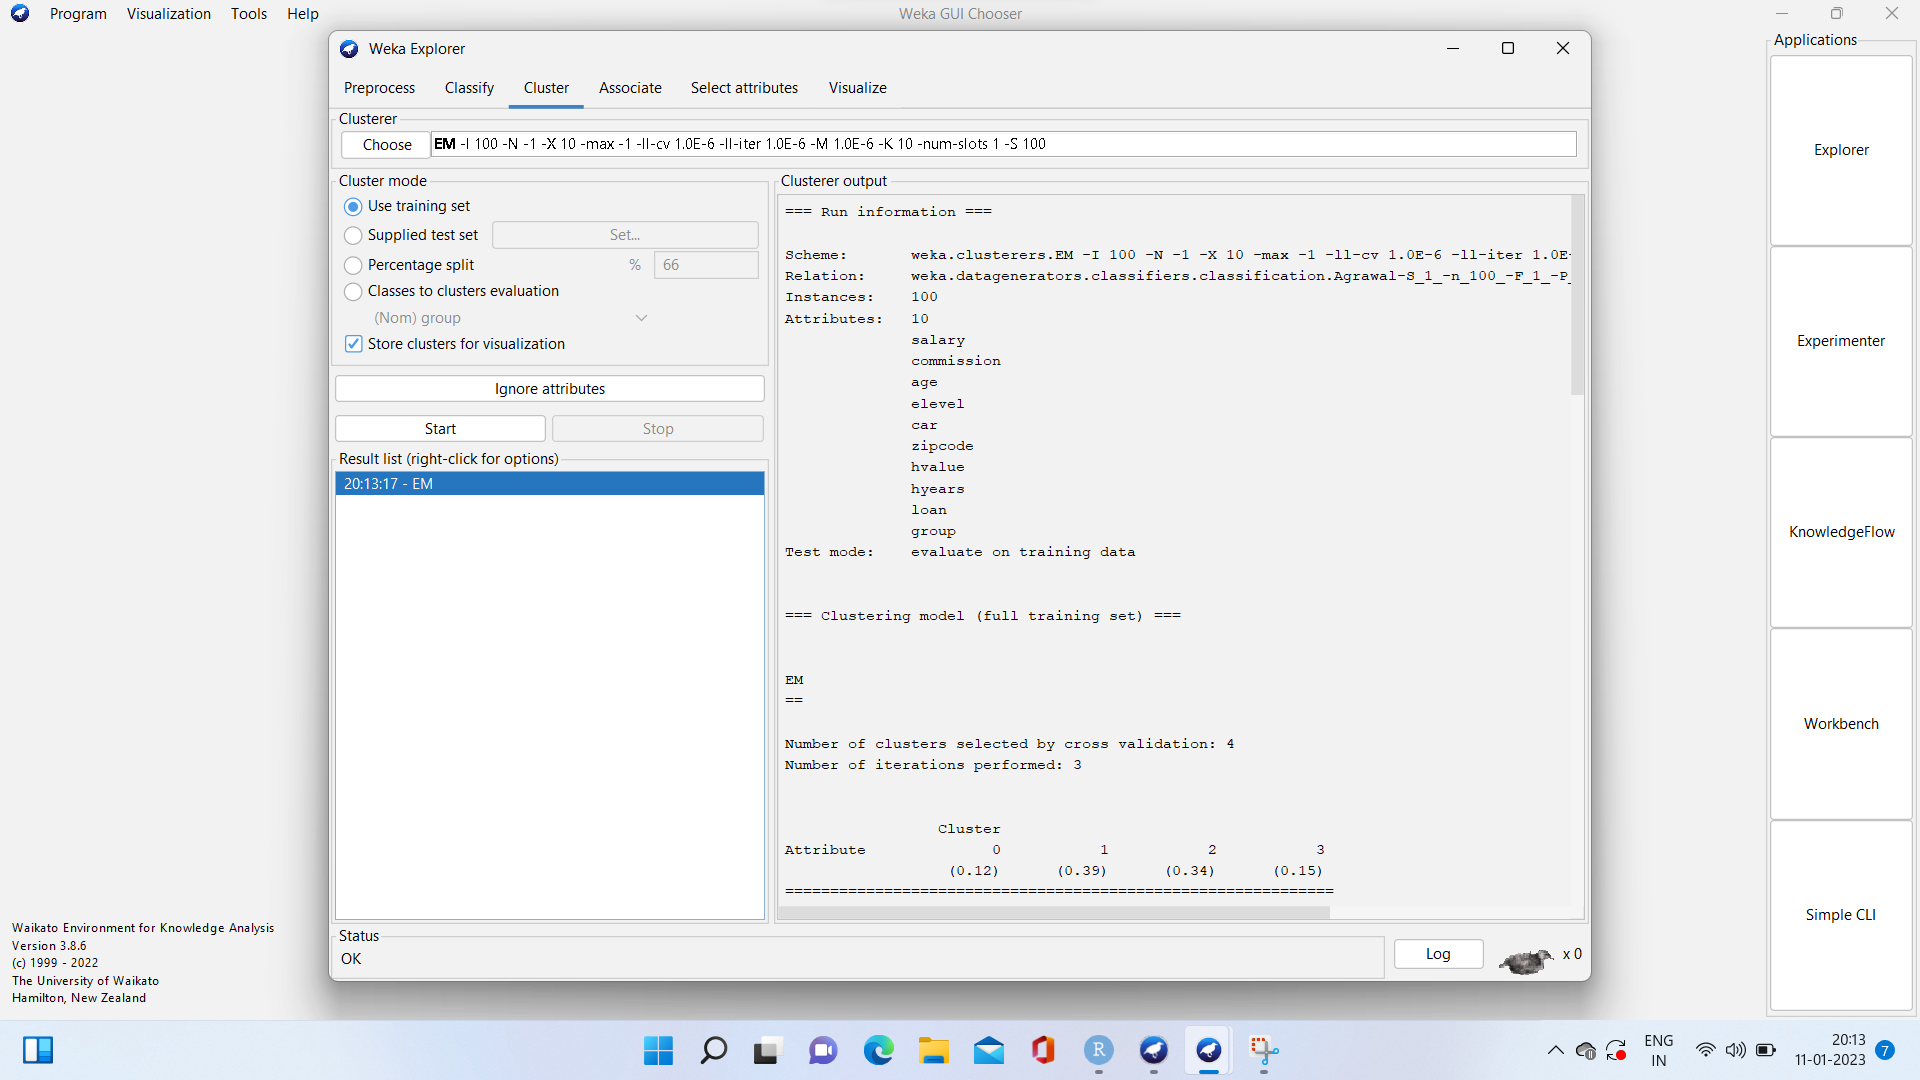 Program Visualization Tools Help
Weka GUI Chooser
Weka Explorer
Preprocess Classify Cluster Associate Select attributes Visualize
Clusterer
Choose EM -I 100 -N -1 -X 10 -max -1 -ll-cv 1.0E-6 -ll-iter 1.0E-6 -M 1.0E-6 -K 10 -num-slots 1 -S 100
Cluster mode
Use training set
Supplied test set Set...
Percentage split % 66
Classes to clusters evaluation
(Nom) group
Store clusters for visualization
Ignore attributes
Start Stop
Result list (right-click for options)
20:13:17 - EM
Clusterer output
=== Run information ===
Scheme: weka.clusterers.EM -I 100 -N -1 -X 10 -max -1 -ll-cv 1.0E-6 -ll-iter 1.0E-
Relation: weka.datagenerators.classifiers.classification.Agrawal-S_1_-n_100_-F_1_-P_
Instances: 100
Attributes: 10
salary
commission
age
elevel
car
zipcode
hvalue
hyears
loan
group
Test mode: evaluate on training data
=== Clustering model (full training set) ===
EM
==
Number of clusters selected by cross validation: 4
Number of iterations performed: 3
Cluster
Attribute 0 1 2 3
(0.12) (0.39) (0.34) (0.15)
=============================================================
Status
OK
Log
x 0
Applications
Explorer
Experimenter
KnowledgeFlow
Workbench
Simple CLI
Waikato Environment for Knowledge Analysis
Version 3.8.6
(c) 1999 - 2022
The University of Waikato
Hamilton, New Zealand
R
ENG
IN
20:13
11-01-2023
7